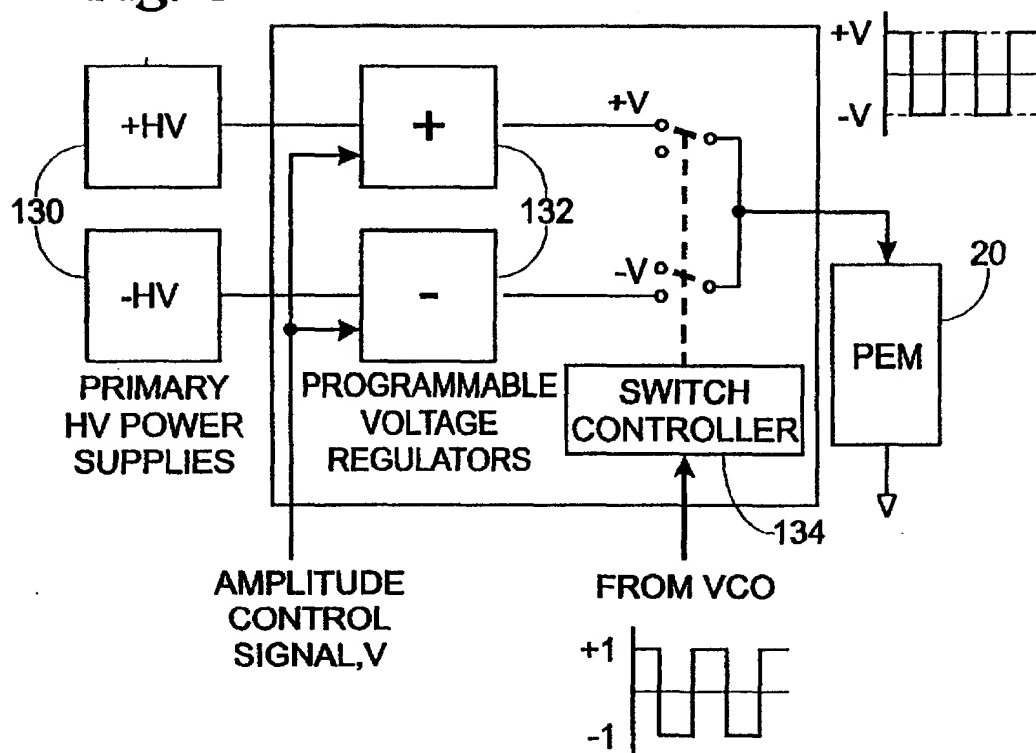 +V
-V
+HV
+
+V
130
132
-HV
-
-V
20
PEM
PRIMARY
HV POWER
SUPPLIES
PROGRAMMABLE
VOLTAGE
REGULATORS
SWITCH
CONTROLLER
134
AMPLITUDE
CONTROL
SIGNAL,V
FROM VCO
+1
-1